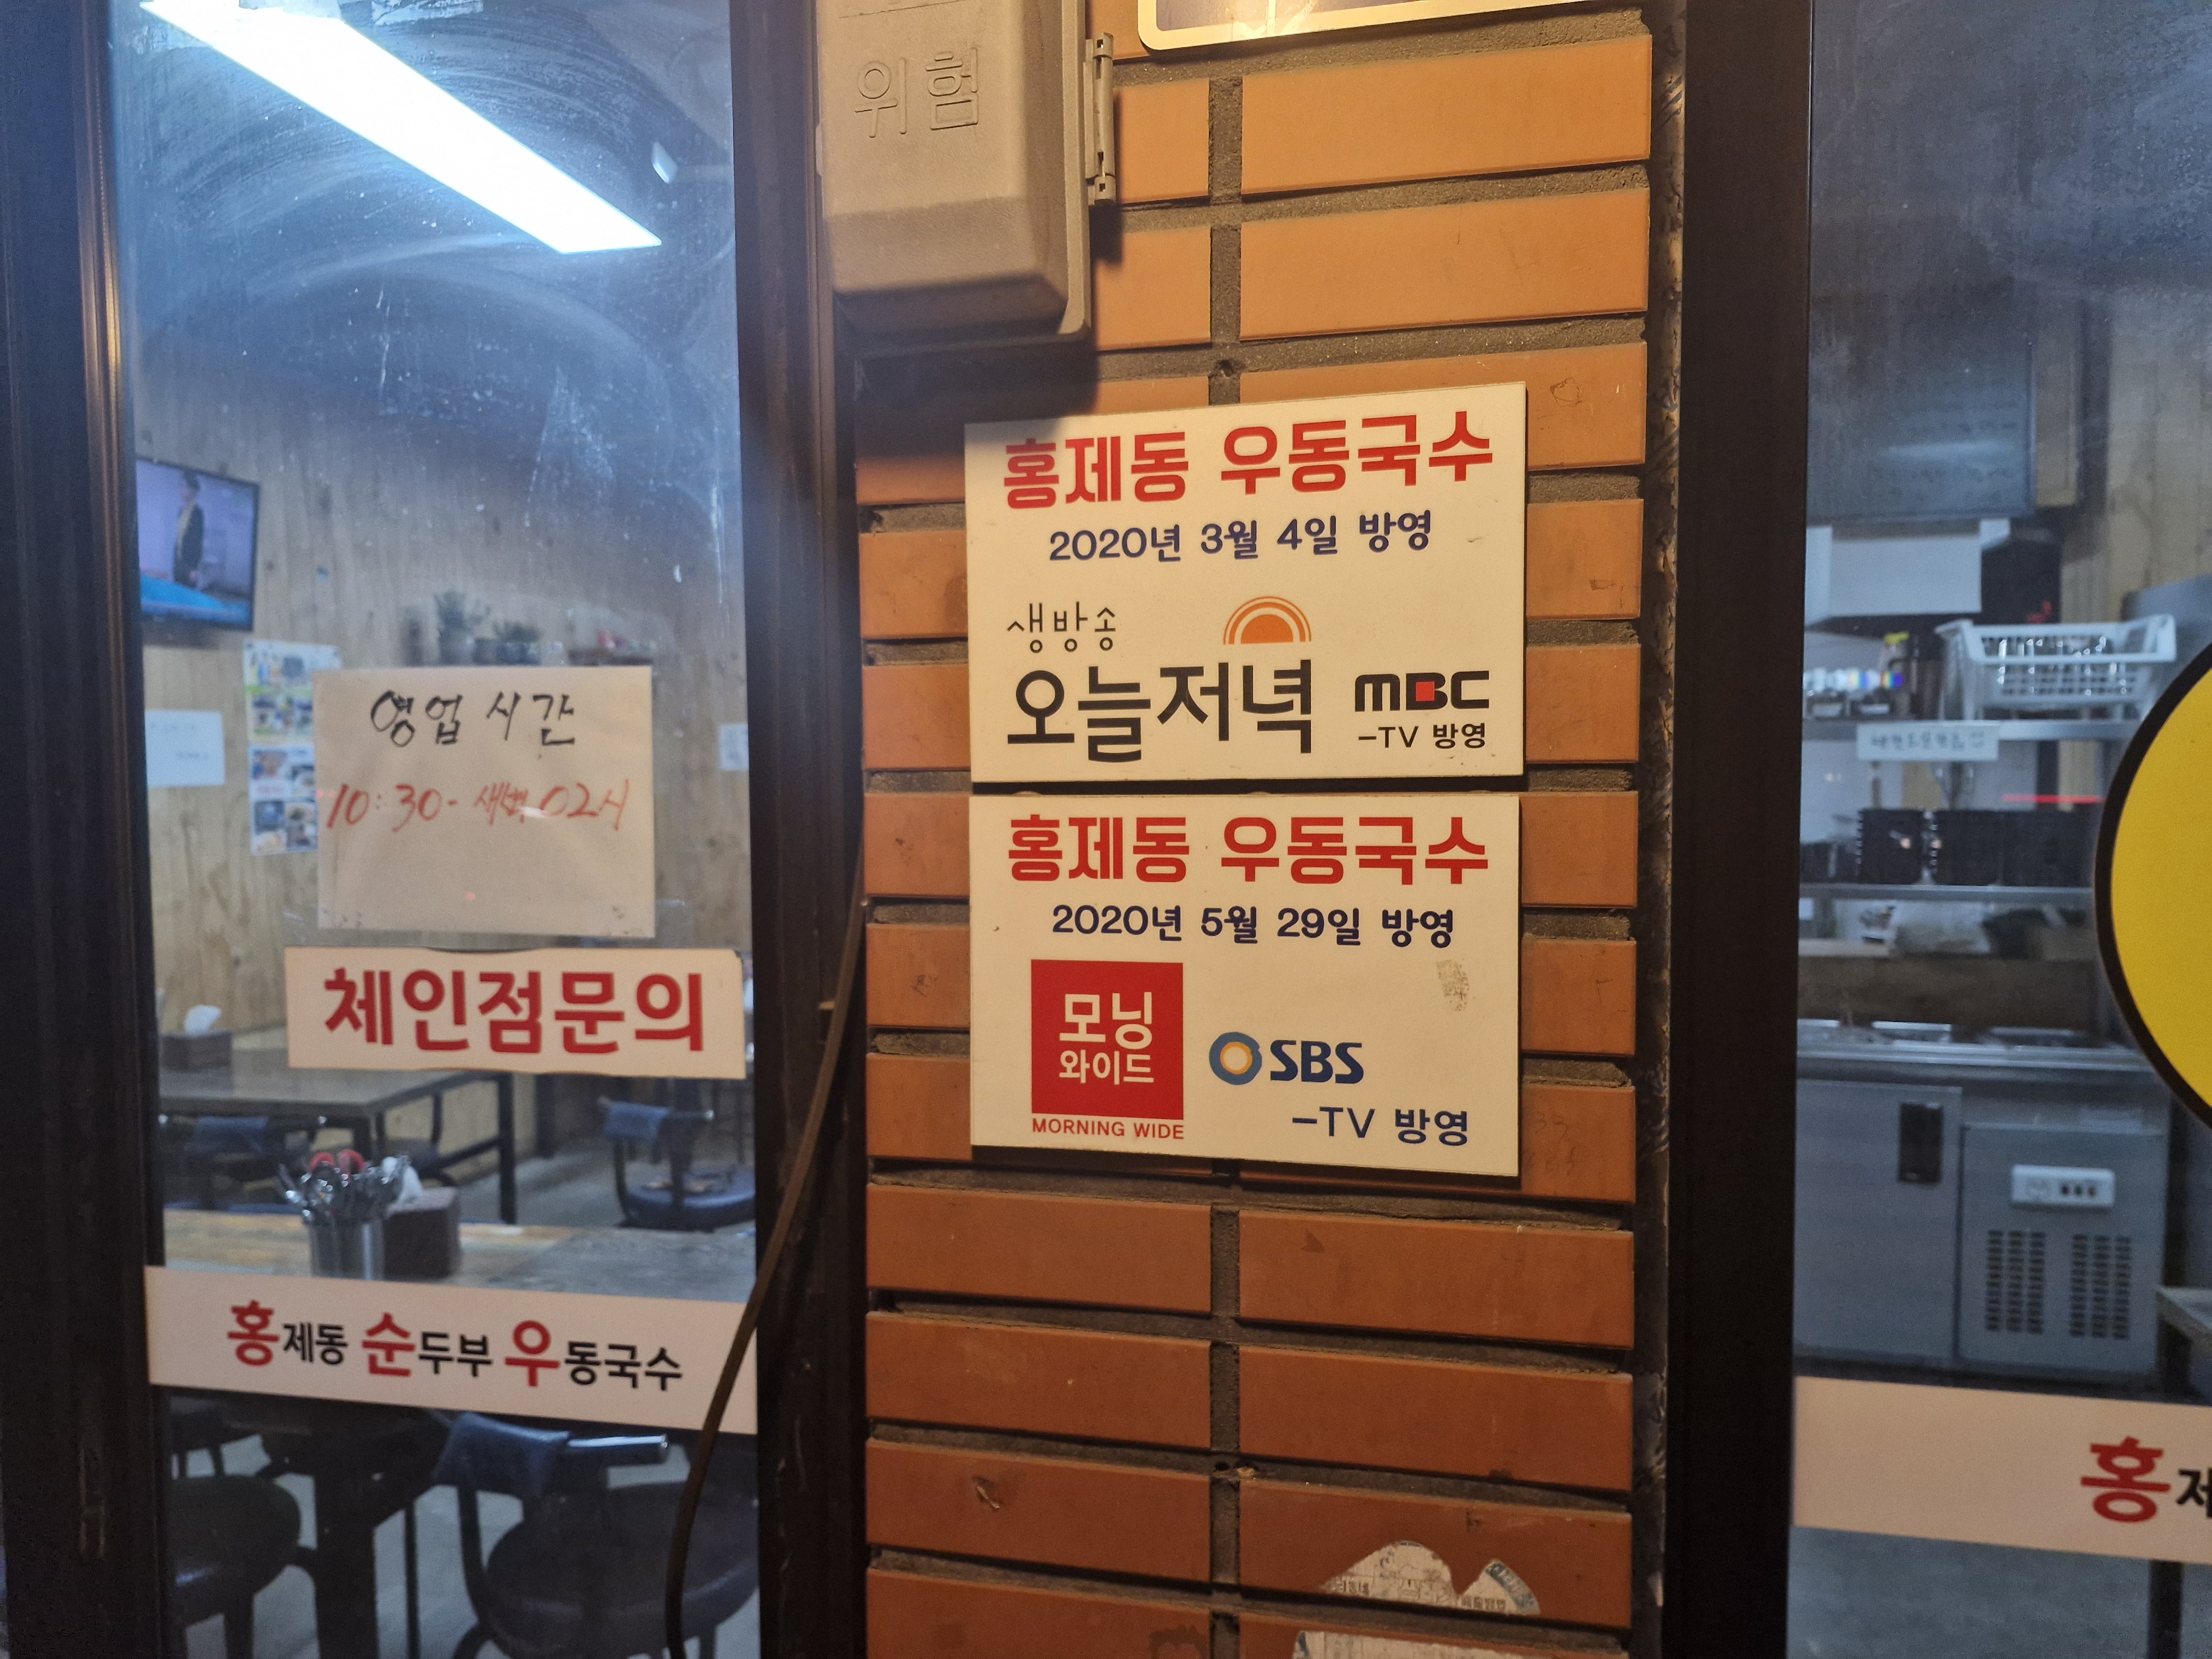 위험
홍제동 우동국수
2020년 3월 4일 방영
생방송
오늘저녁
MBC
-TV 방영
홍제동 우동국수
2020년 5월 29일 방영
모닝
와이드
MORNING WIDE
SBS
-TV 방영
영업 시간
10:30- 새벽 02시
체인점문의
홍제동 순두부 우동국수
홍제